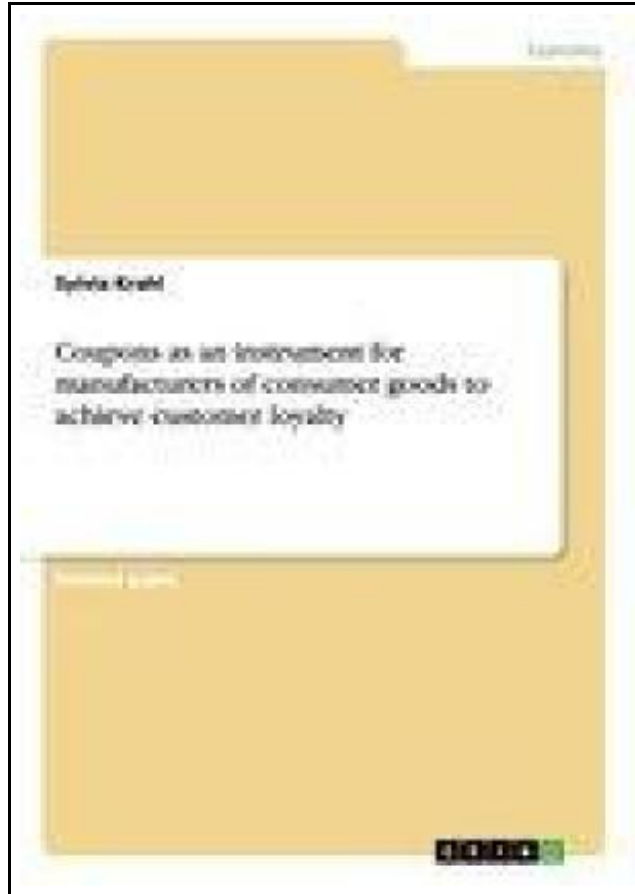 Sylvia Krahl
Coupons as an instrument for
manufacturers of consumer goods to
achieve customer loyalty